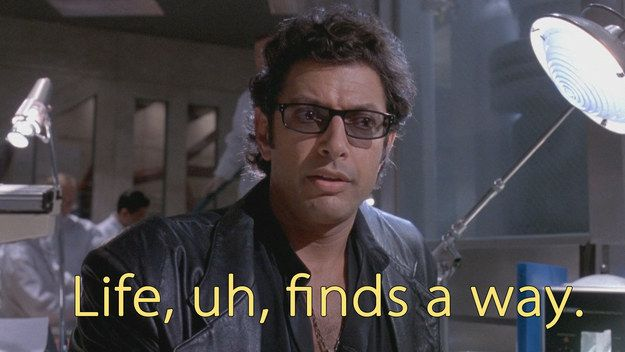 Life, uh, finds a way.